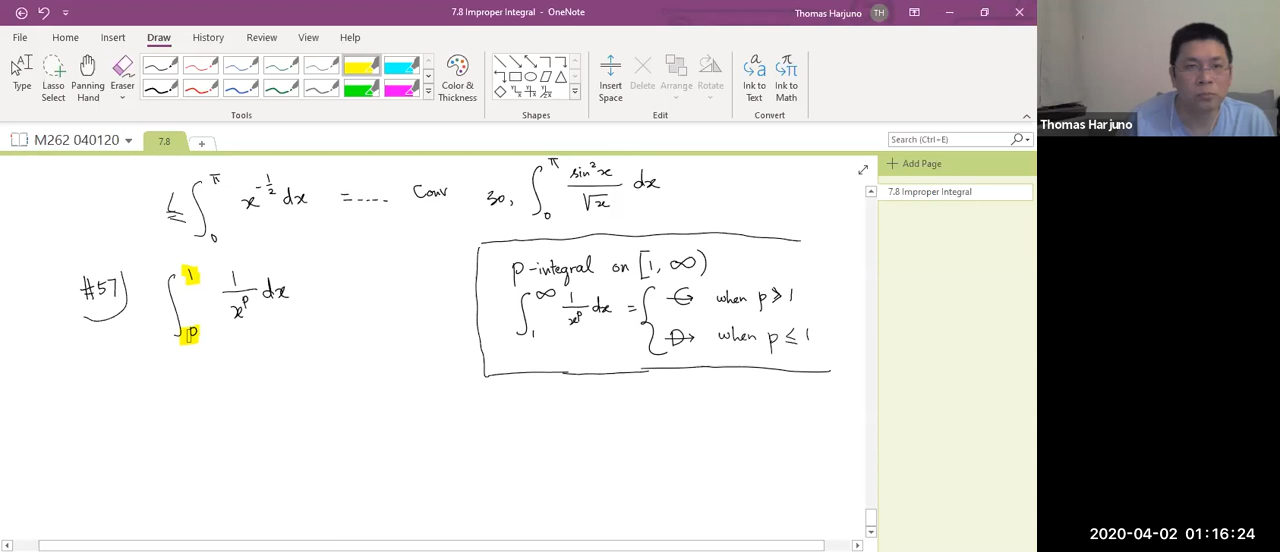 7.8 Improper Integral - OneNote
Thomas Harjuno TH
File Home Insert Draw History Review View Help
Type
Lasso Select
Panning Hand
Eraser
Color & Thickness
Insert Space
Delete
Arrange
Rotate
Ink to Text
Ink to Math
Tools
Shapes
Edit
Convert
M262 040120
7.8
Search (Ctrl+E)
Add Page
7.8 Improper Integral
≤ ∫_0^π x^{-1/2} dx = .... Conv so, ∫_0^π sin²x/√x dx
p-integral on [1, ∞)
∫_1^∞ 1/x^p dx = { C when p > 1
D when p ≤ 1
#57) ∫_p^1 1/x^p dx
Thomas Harjuno
2020-04-02 01:16:24